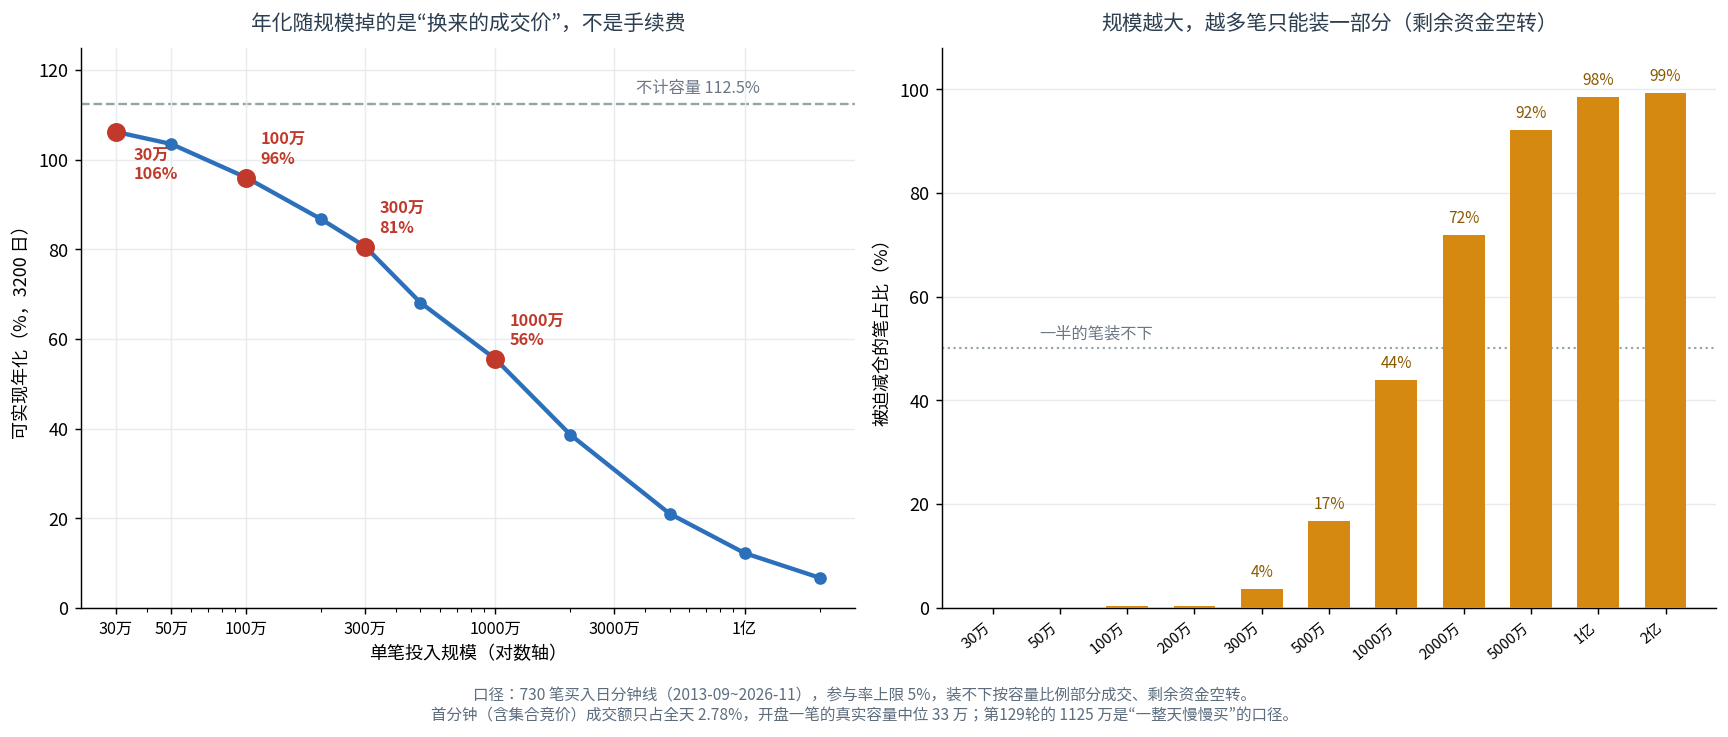 年化随规模掉的是“换来的成交价”，不是手续费
不计容量 112.5%
30万
106%
100万
96%
300万
81%
1000万
56%
120
100
80
60
40
20
0
可实现年化（%，3200 日）
30万
50万
100万
300万
1000万
3000万
1亿
单笔投入规模（对数轴）
规模越大，越多笔只能装一部分（剩余资金空转）
一半的笔装不下
4%
17%
44%
72%
92%
98%
99%
100
80
60
40
20
0
被迫减仓的笔占比（%）
30万
50万
100万
200万
300万
500万
1000万
2000万
5000万
1亿
2亿
口径：730 笔买入日分钟线（2013-09~2026-11），参与率上限 5%，装不下按容量比例部分成交、剩余资金空转。
首分钟（含集合竞价）成交额只占全天 2.78%，开盘一笔的真实容量中位 33 万；第129轮的 1125 万是“一整天慢慢买”的口径。